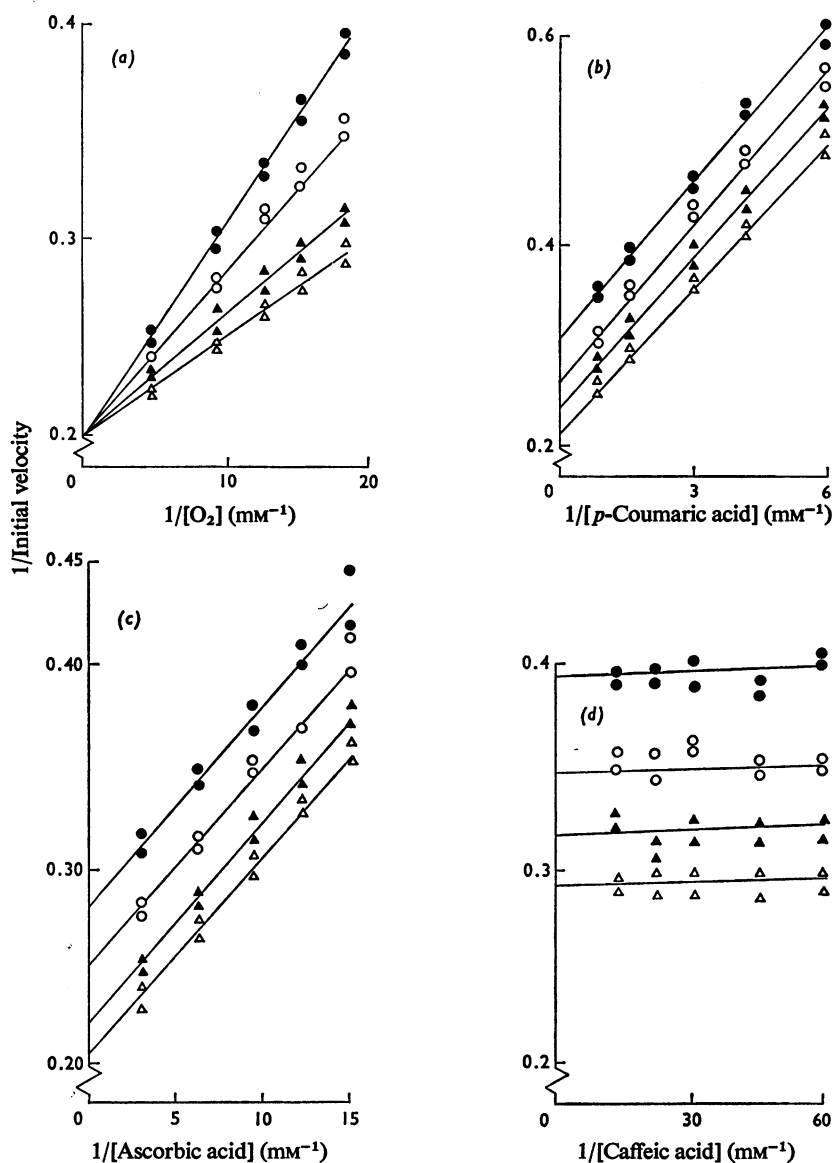 1/Initial velocity
(a)
0.4
0.3
0.2
0
10
20
1/[O₂] (mM⁻¹)
(b)
0.6
0.4
0.2
0
3
6
1/[p-Coumaric acid] (mM⁻¹)
(c)
0.45
0.40
0.30
0.20
0
5
10
15
1/[Ascorbic acid] (mM⁻¹)
(d)
0.4
0.3
0.2
0
30
60
1/[Caffeic acid] (mM⁻¹)